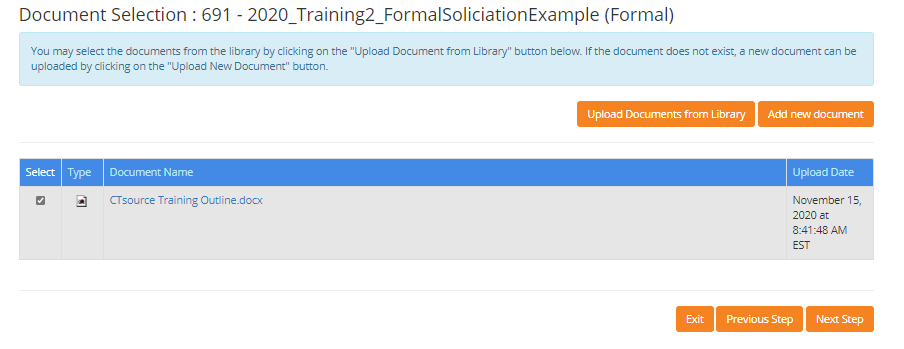 Document Selection : 691 - 2020_Training2_FormalSoliciationExample (Formal)
You may select the documents from the library by clicking on the "Upload Document from Library" button below. If the document does not exist, a new document can be
uploaded by clicking on the "Upload New Document" button.
Upload Documents from Library Add new document
Select Type Document Name Upload Date
CTsource Training Outline.docx November 15,
2020 at
8:41:48 AM
EST
Exit Previous Step Next Step